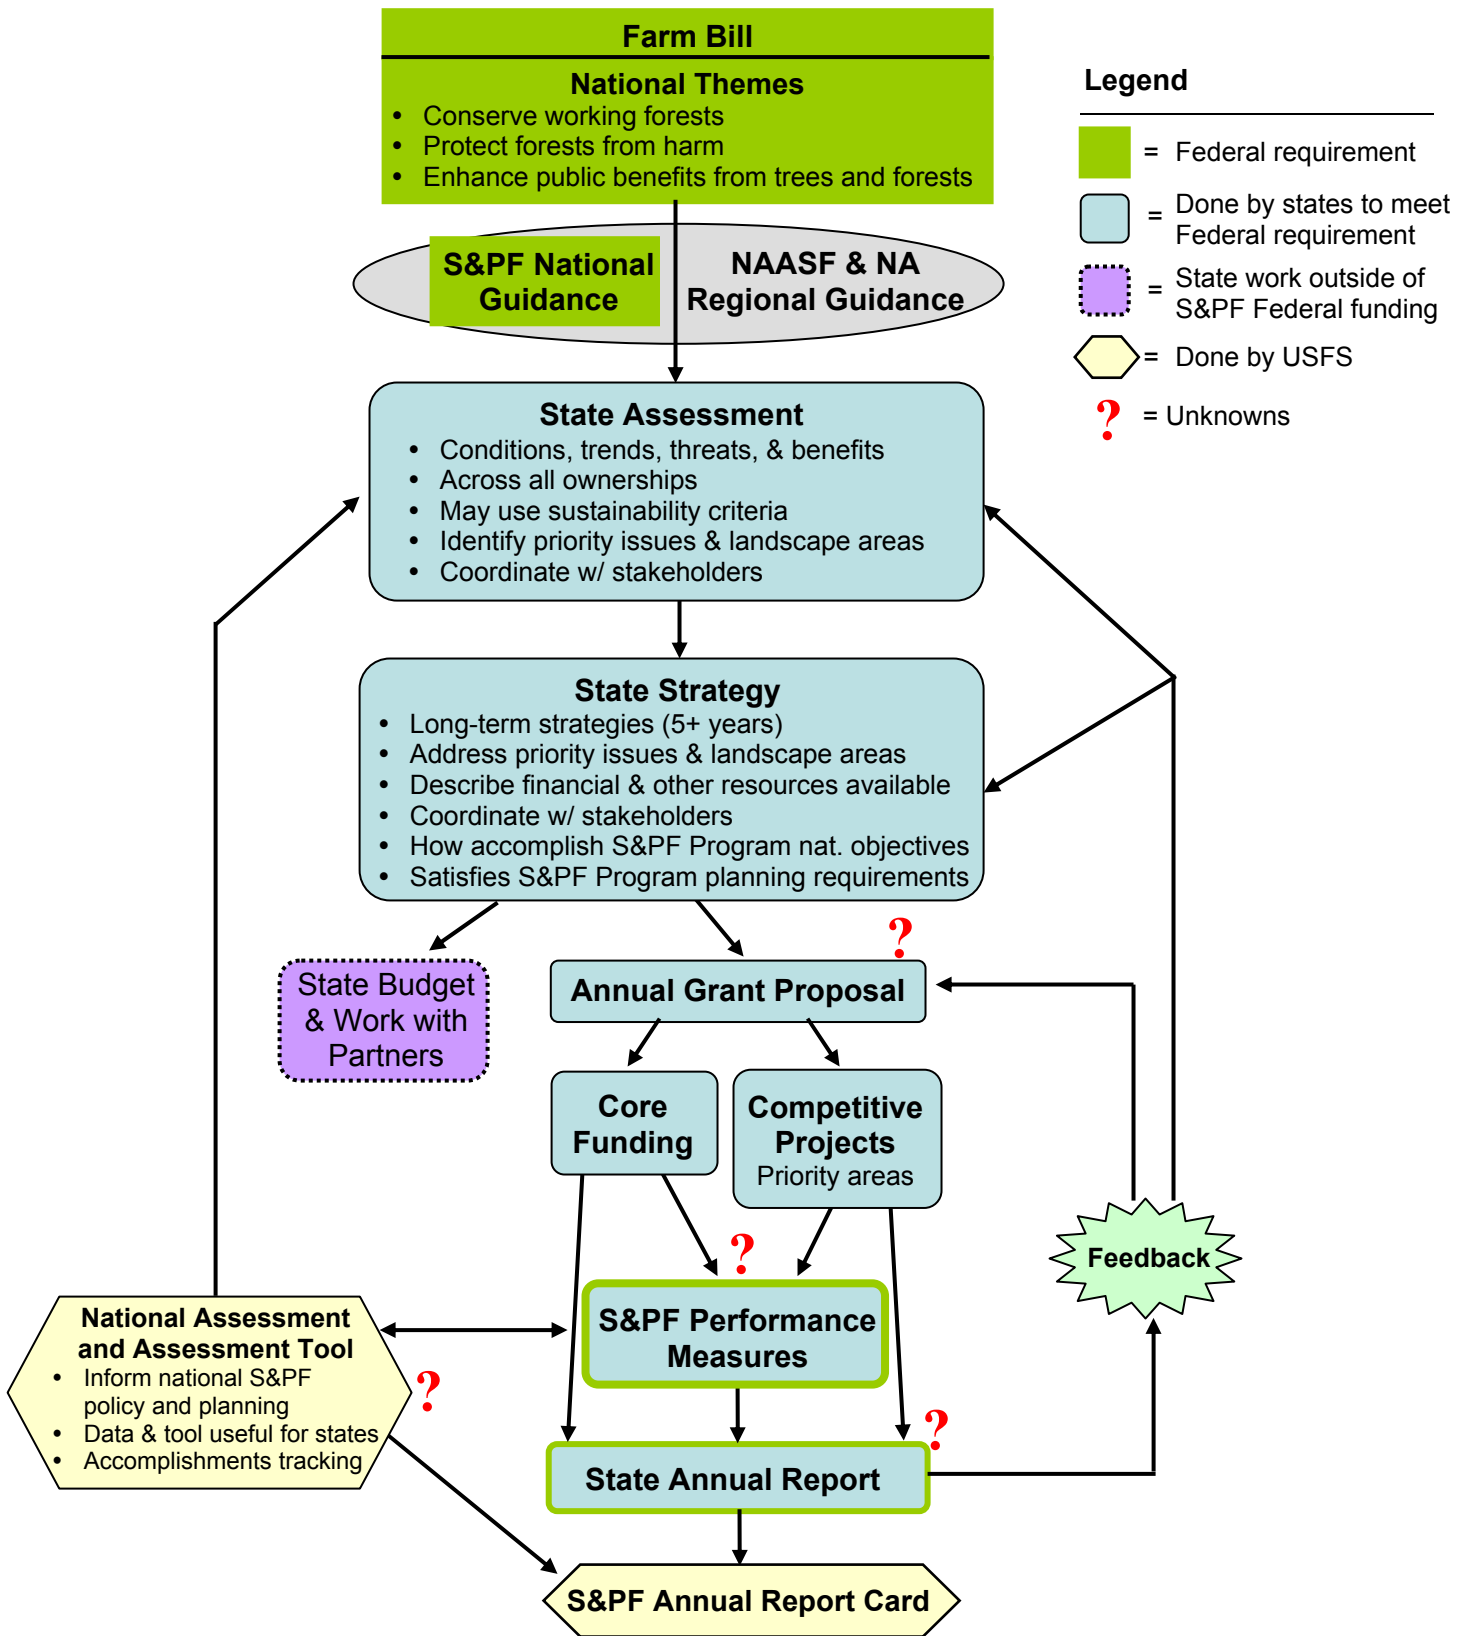 Farm Bill
National Themes
• Conserve working forests
• Protect forests from harm
• Enhance public benefits from trees and forests
Legend
= Federal requirement
= Done by states to meet
Federal requirement
= State work outside of
S&PF Federal funding
= Done by USFS
? = Unknowns
S&PF National
Guidance
NAASF & NA
Regional Guidance
State Assessment
• Conditions, trends, threats, & benefits
• Across all ownerships
• May use sustainability criteria
• Identify priority issues & landscape areas
• Coordinate w/ stakeholders
State Strategy
• Long-term strategies (5+ years)
• Address priority issues & landscape areas
• Describe financial & other resources available
• Coordinate w/ stakeholders
• How accomplish S&PF Program nat. objectives
• Satisfies S&PF Program planning requirements
?
State Budget
& Work with
Partners
Annual Grant Proposal
Core
Funding
Competitive
Projects
Priority areas
?
Feedback
S&PF Performance
Measures
National Assessment
and Assessment Tool
• Inform national S&PF
policy and planning
• Data & tool useful for states
• Accomplishments tracking
?
?
State Annual Report
S&PF Annual Report Card